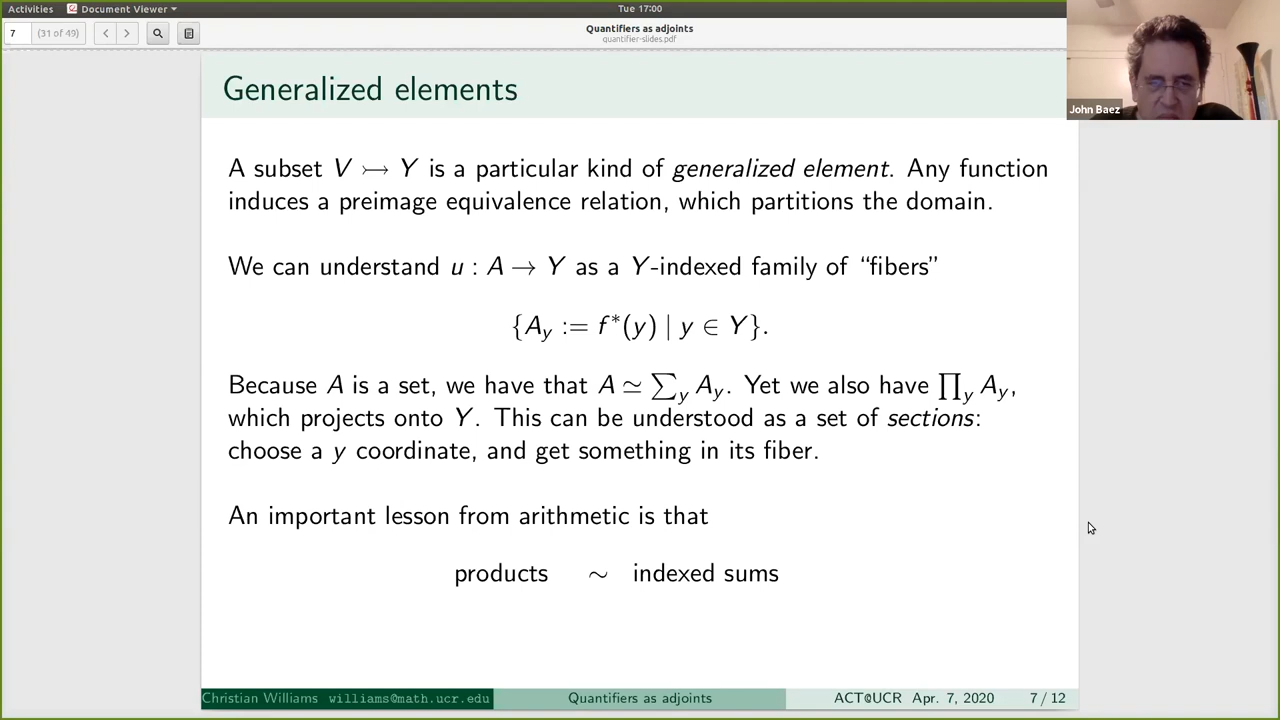 Activities Document Viewer Tue 17:00
7 (31 of 49) Quantifiers as adjoints
quantifier-slides.pdf
John Baez
Generalized elements
A subset V ↣ Y is a particular kind of generalized element. Any function
induces a preimage equivalence relation, which partitions the domain.
We can understand u : A → Y as a Y-indexed family of “fibers”
{A_y := f*(y) | y ∈ Y}.
Because A is a set, we have that A ≃ ∑_y A_y. Yet we also have ∏_y A_y,
which projects onto Y. This can be understood as a set of sections:
choose a y coordinate, and get something in its fiber.
An important lesson from arithmetic is that
products ∼ indexed sums
Christian Williams williams@math.ucr.edu Quantifiers as adjoints ACT@UCR Apr. 7, 2020 7 / 12